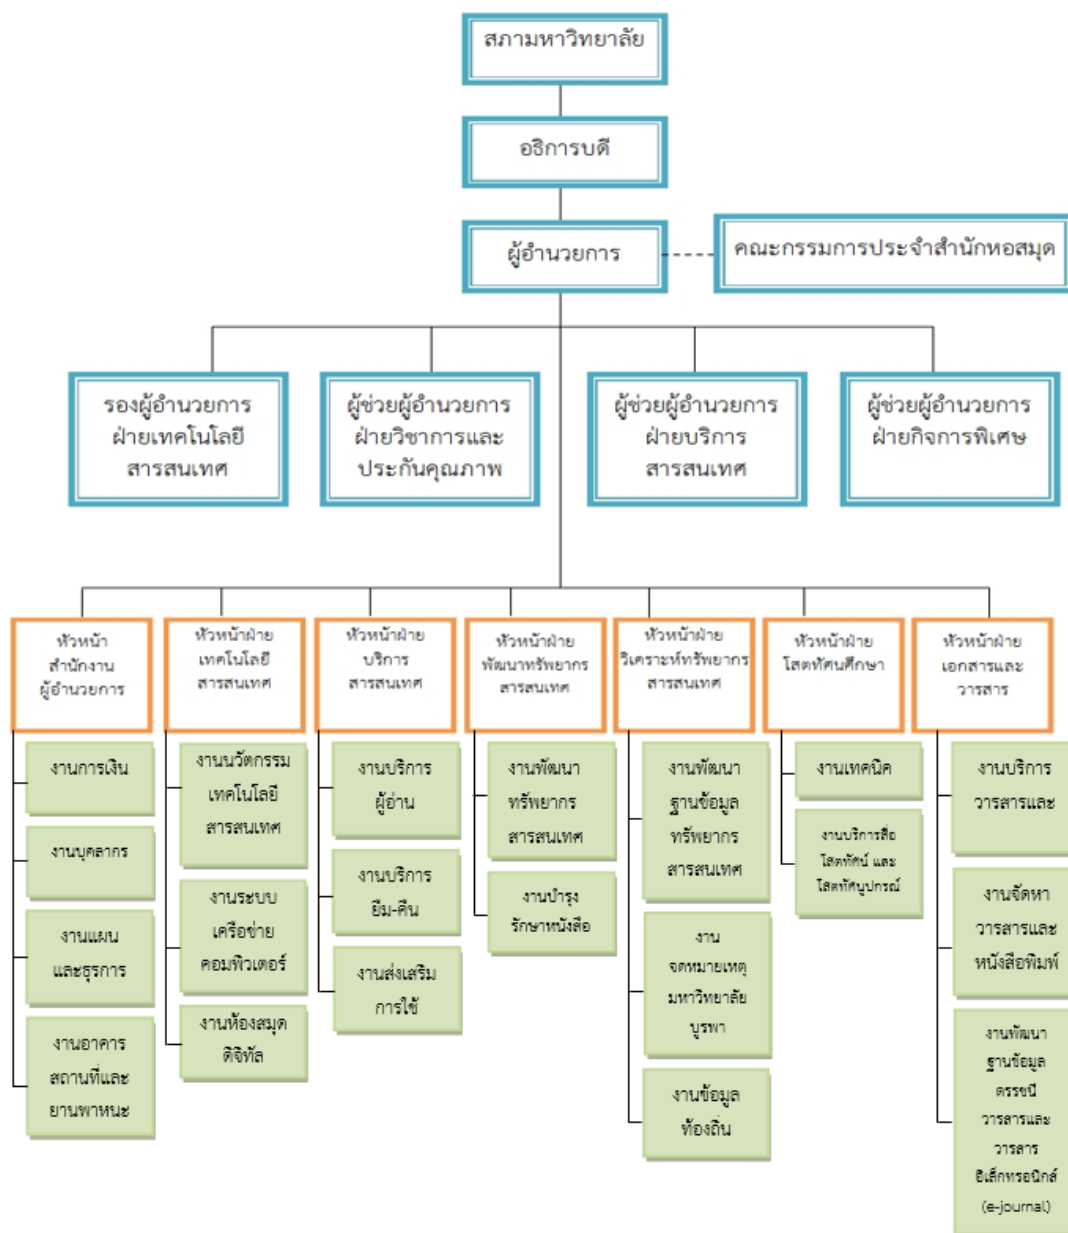 สภามหาวิทยาลัย
อธิการบดี
ผู้อำนวยการ
คณะกรรมการประจำสำนักหอสมุด
รองผู้อำนวยการ
ฝ่ายเทคโนโลยี
สารสนเทศ
ผู้ช่วยผู้อำนวยการ
ฝ่ายวิชาการและ
ประกันคุณภาพ
ผู้ช่วยผู้อำนวยการ
ฝ่ายบริการ
สารสนเทศ
ผู้ช่วยผู้อำนวยการ
ฝ่ายกิจการพิเศษ
หัวหน้า
สำนักงาน
ผู้อำนวยการ
หัวหน้าฝ่าย
เทคโนโลยี
สารสนเทศ
หัวหน้าฝ่าย
บริการ
สารสนเทศ
หัวหน้าฝ่าย
พัฒนาทรัพยากร
สารสนเทศ
หัวหน้าฝ่าย
วิเคราะห์ทรัพยากร
สารสนเทศ
หัวหน้าฝ่าย
โสตทัศนศึกษา
หัวหน้าฝ่าย
เอกสารและ
วารสาร
งานการเงิน
งานบุคลากร
งานแผน
และธุรการ
งานอาคาร
สถานที่และ
ยานพาหนะ
งานนวัตกรรม
เทคโนโลยี
สารสนเทศ
งานระบบ
เครือข่าย
คอมพิวเตอร์
งานห้องสมุด
ดิจิทัล
งานบริการ
ผู้อ่าน
งานบริการ
ยืม-คืน
งานส่งเสริม
การใช้
งานพัฒนา
ทรัพยากร
สารสนเทศ
งานบำรุง
รักษาหนังสือ
งานพัฒนา
ฐานข้อมูล
ทรัพยากร
สารสนเทศ
งาน
จดหมายเหตุ
มหาวิทยาลัย
บูรพา
งานข้อมูล
ท้องถิ่น
งานเทคนิค
งานบริการสื่อ
โสตทัศน์ และ
โสตทัศนูปกรณ์
งานบริการ
วารสารและ
งานจัดหา
วารสารและ
หนังสือพิมพ์
งานพัฒนา
ฐานข้อมูล
ดรรชนี
วารสารและ
วารสาร
อิเล็กทรอนิกส์
(e-journal)